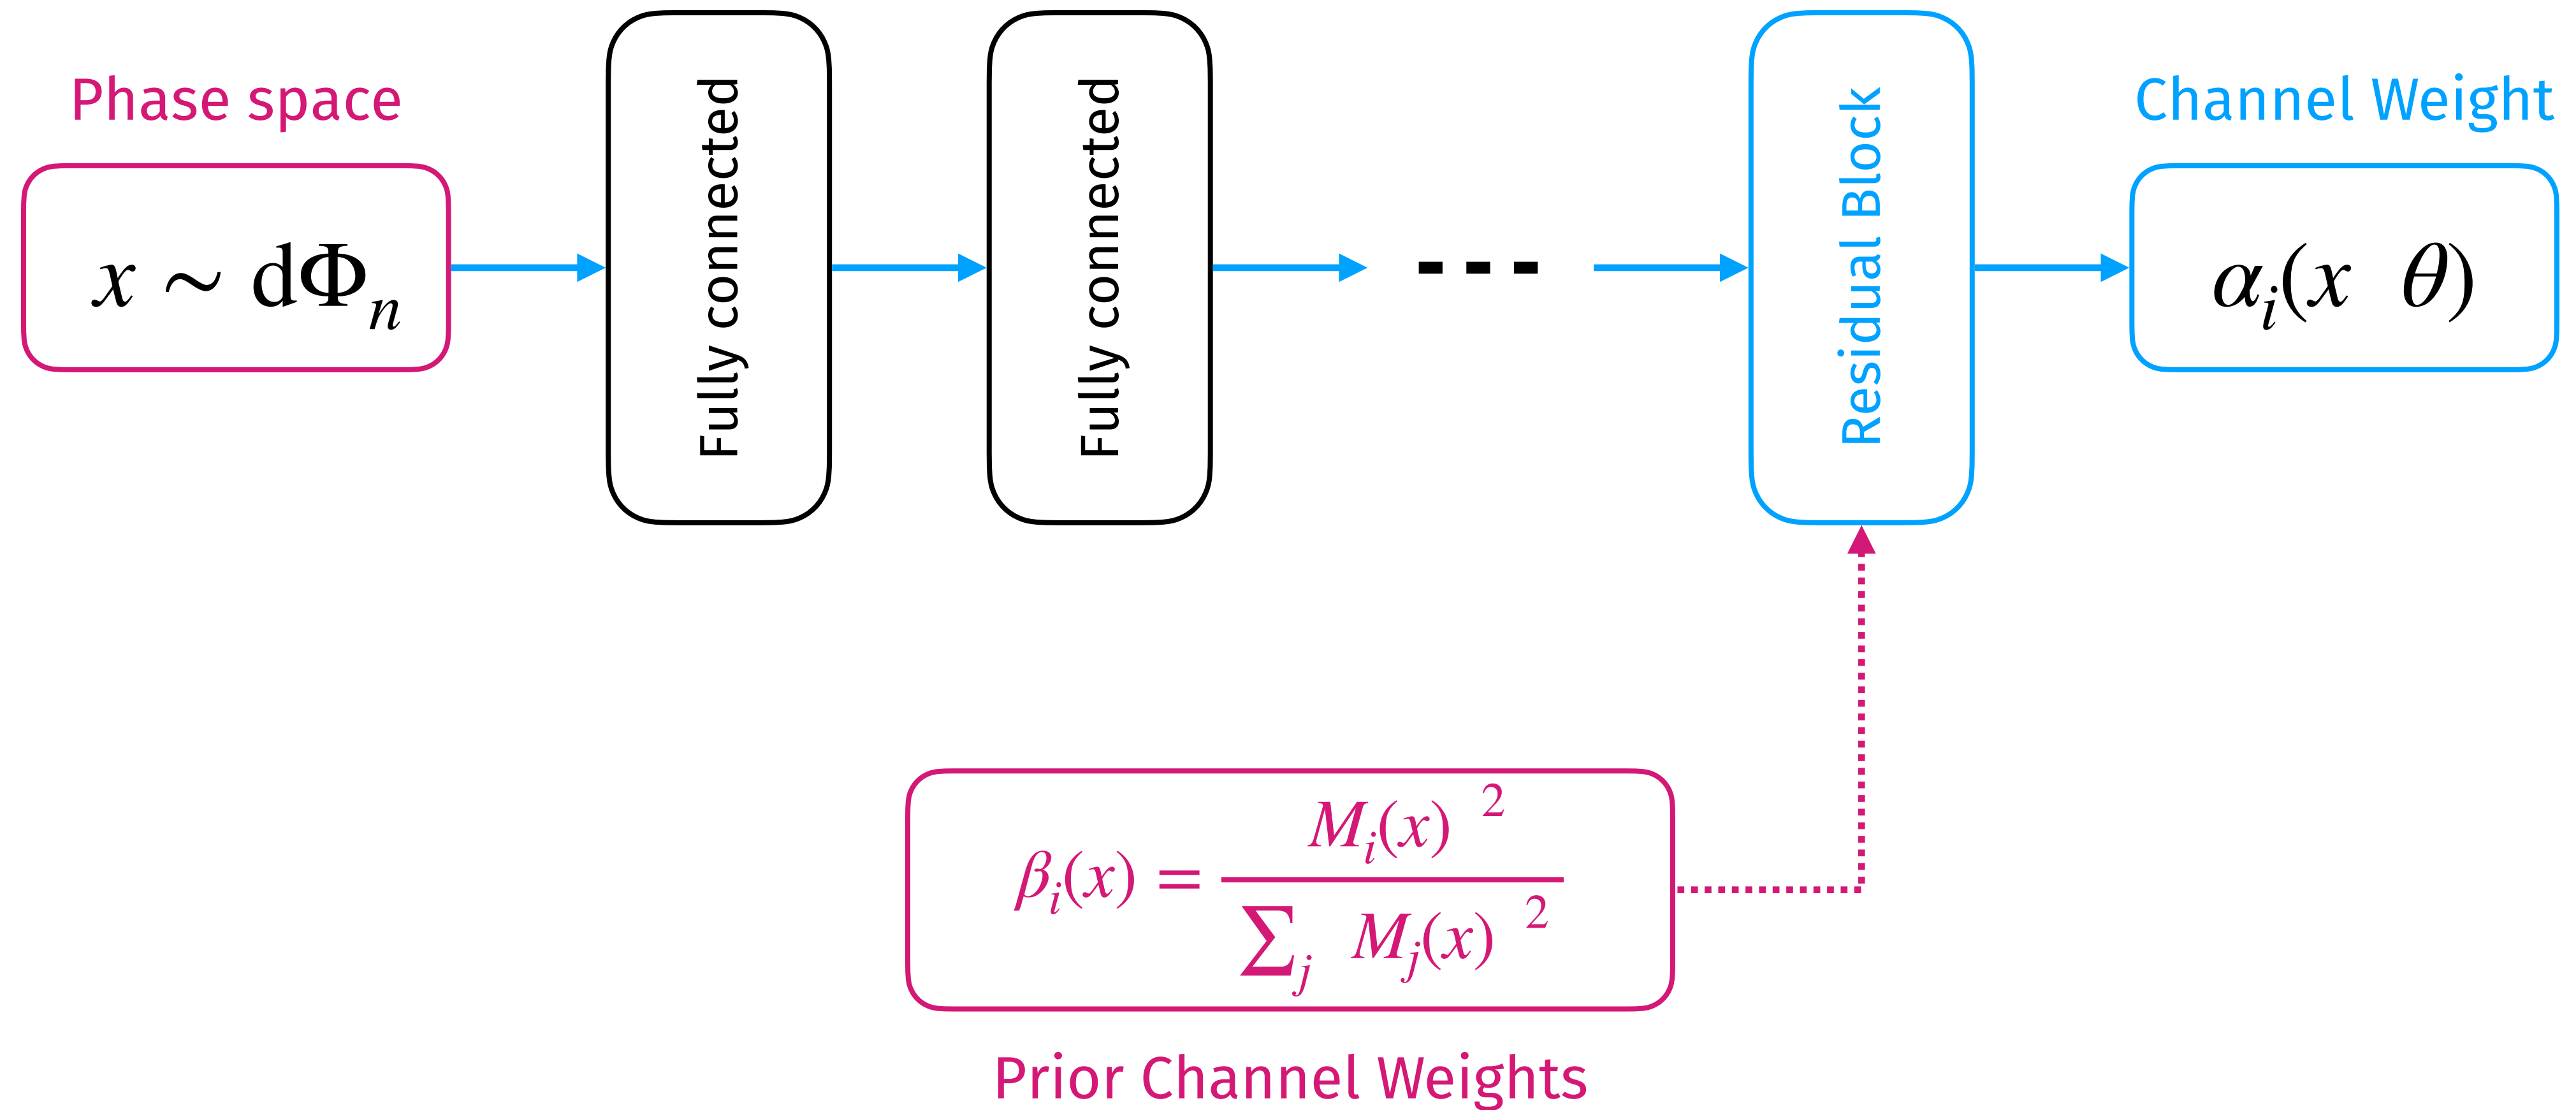 Phase space
x ∼ dΦₙ
Fully connected
Fully connected
Residual Block
Channel Weight
αᵢ(x θ)
βᵢ(x) = Mᵢ(x) ² / ∑ⱼ Mⱼ(x) ²
Prior Channel Weights